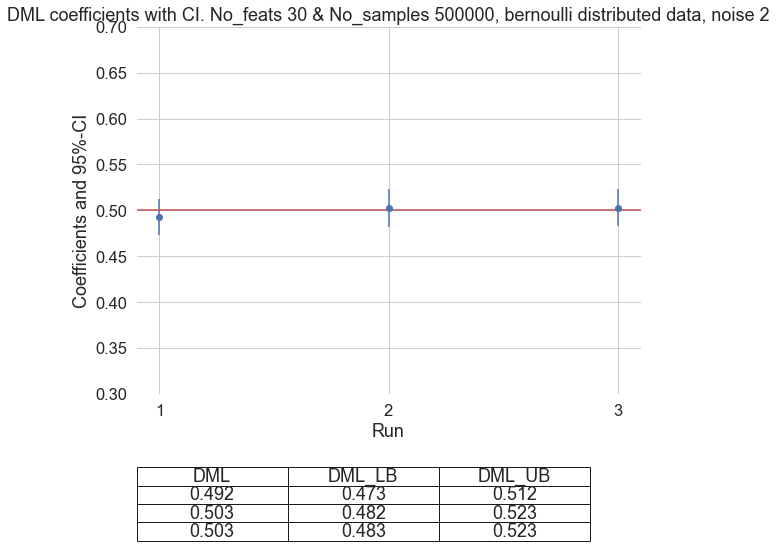 DML coefficients with CI. No_feats 30 & No_samples 500000, bernoulli distributed data, noise 2
0.70
0.65
0.60
0.55
0.50
0.45
0.40
0.35
0.30
Coefficients and 95%-CI
1 2 3
Run
DML DML_LB DML_UB
0.492 0.473 0.512
0.503 0.482 0.523
0.503 0.483 0.523